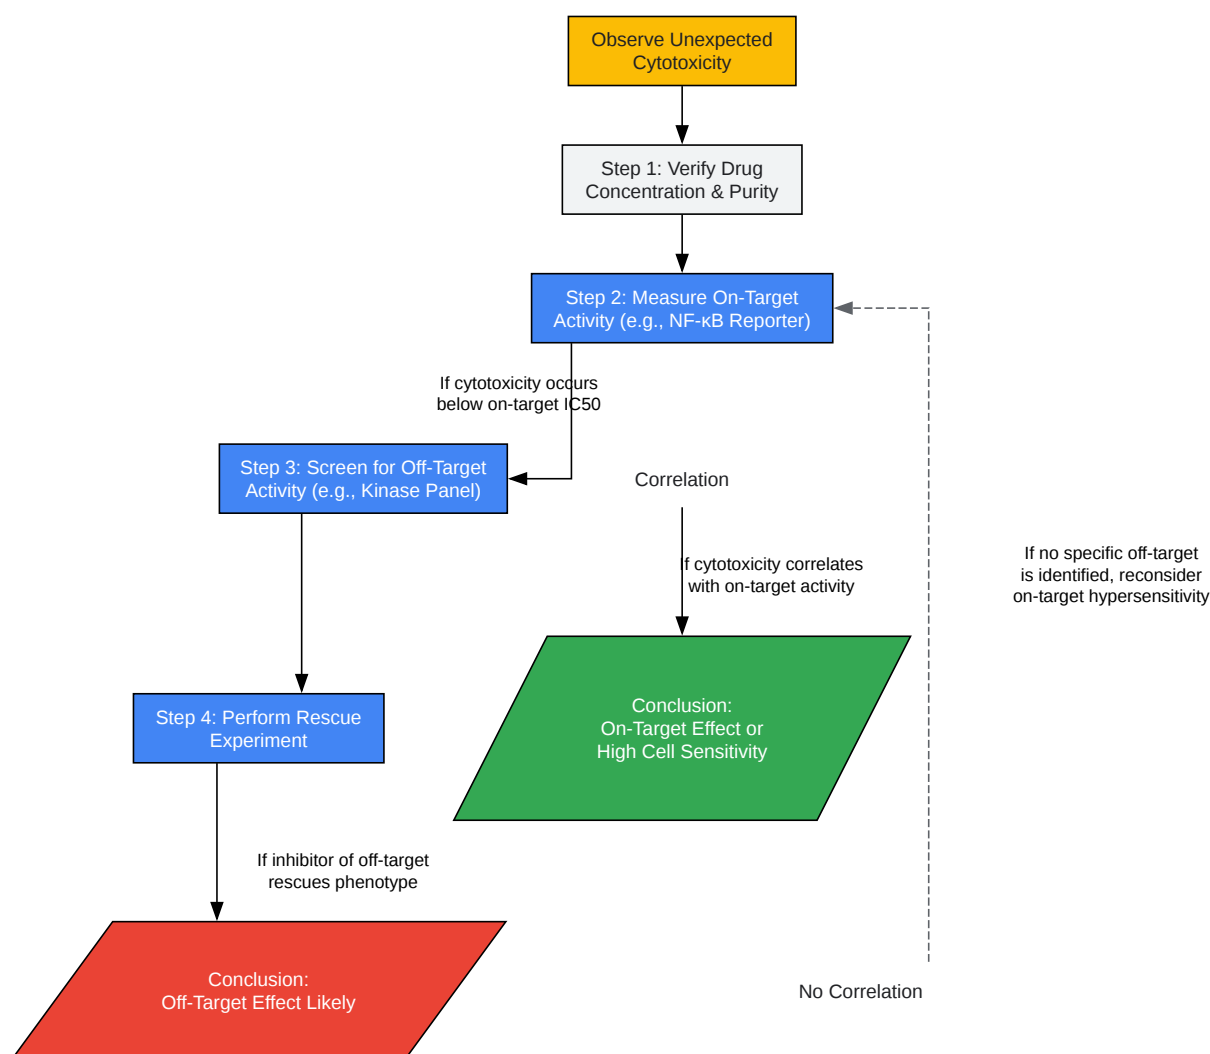 Observe Unexpected
Cytotoxicity
Step 1: Verify Drug
Concentration & Purity
Step 2: Measure On-Target
Activity (e.g., NF-κB Reporter)
If cytotoxicity occurs
below on-target IC50
Step 3: Screen for Off-Target
Activity (e.g., Kinase Panel)
Correlation
If cytotoxicity correlates
with on-target activity
If no specific off-target
is identified, reconsider
on-target hypersensitivity
Step 4: Perform Rescue
Experiment
Conclusion:
On-Target Effect or
High Cell Sensitivity
If inhibitor of off-target
rescues phenotype
Conclusion:
Off-Target Effect Likely
No Correlation